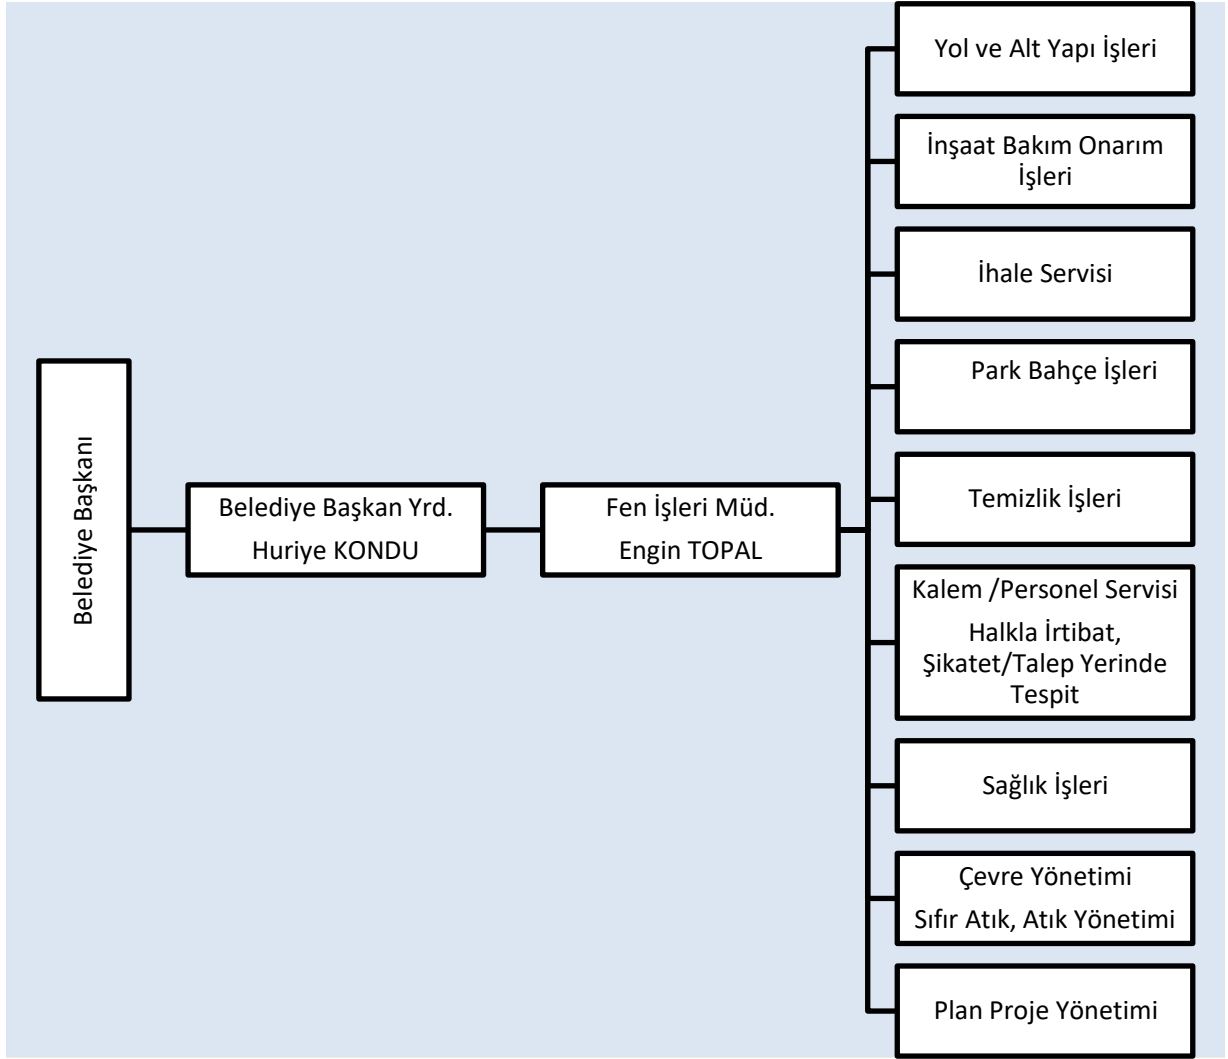 Belediye Başkanı
Belediye Başkan Yrd.
Huriye KONDU
Fen İşleri Müd.
Engin TOPAL
Yol ve Alt Yapı İşleri
İnşaat Bakım Onarım
İşleri
İhale Servisi
Park Bahçe İşleri
Temizlik İşleri
Kalem /Personel Servisi
Halkla İrtibat,
Şikatet/Talep Yerinde
Tespit
Sağlık İşleri
Çevre Yönetimi
Sıfır Atık, Atık Yönetimi
Plan Proje Yönetimi